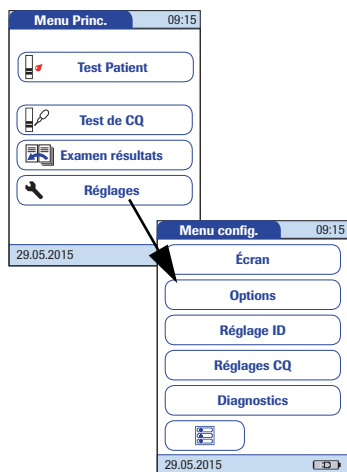 Menu Princ. 09:15
Test Patient
Test de CQ
Examen résultats
Réglages
29.05.2015
Menu config. 09:15
Écran
Options
Réglage ID
Réglages CQ
Diagnostics
29.05.2015